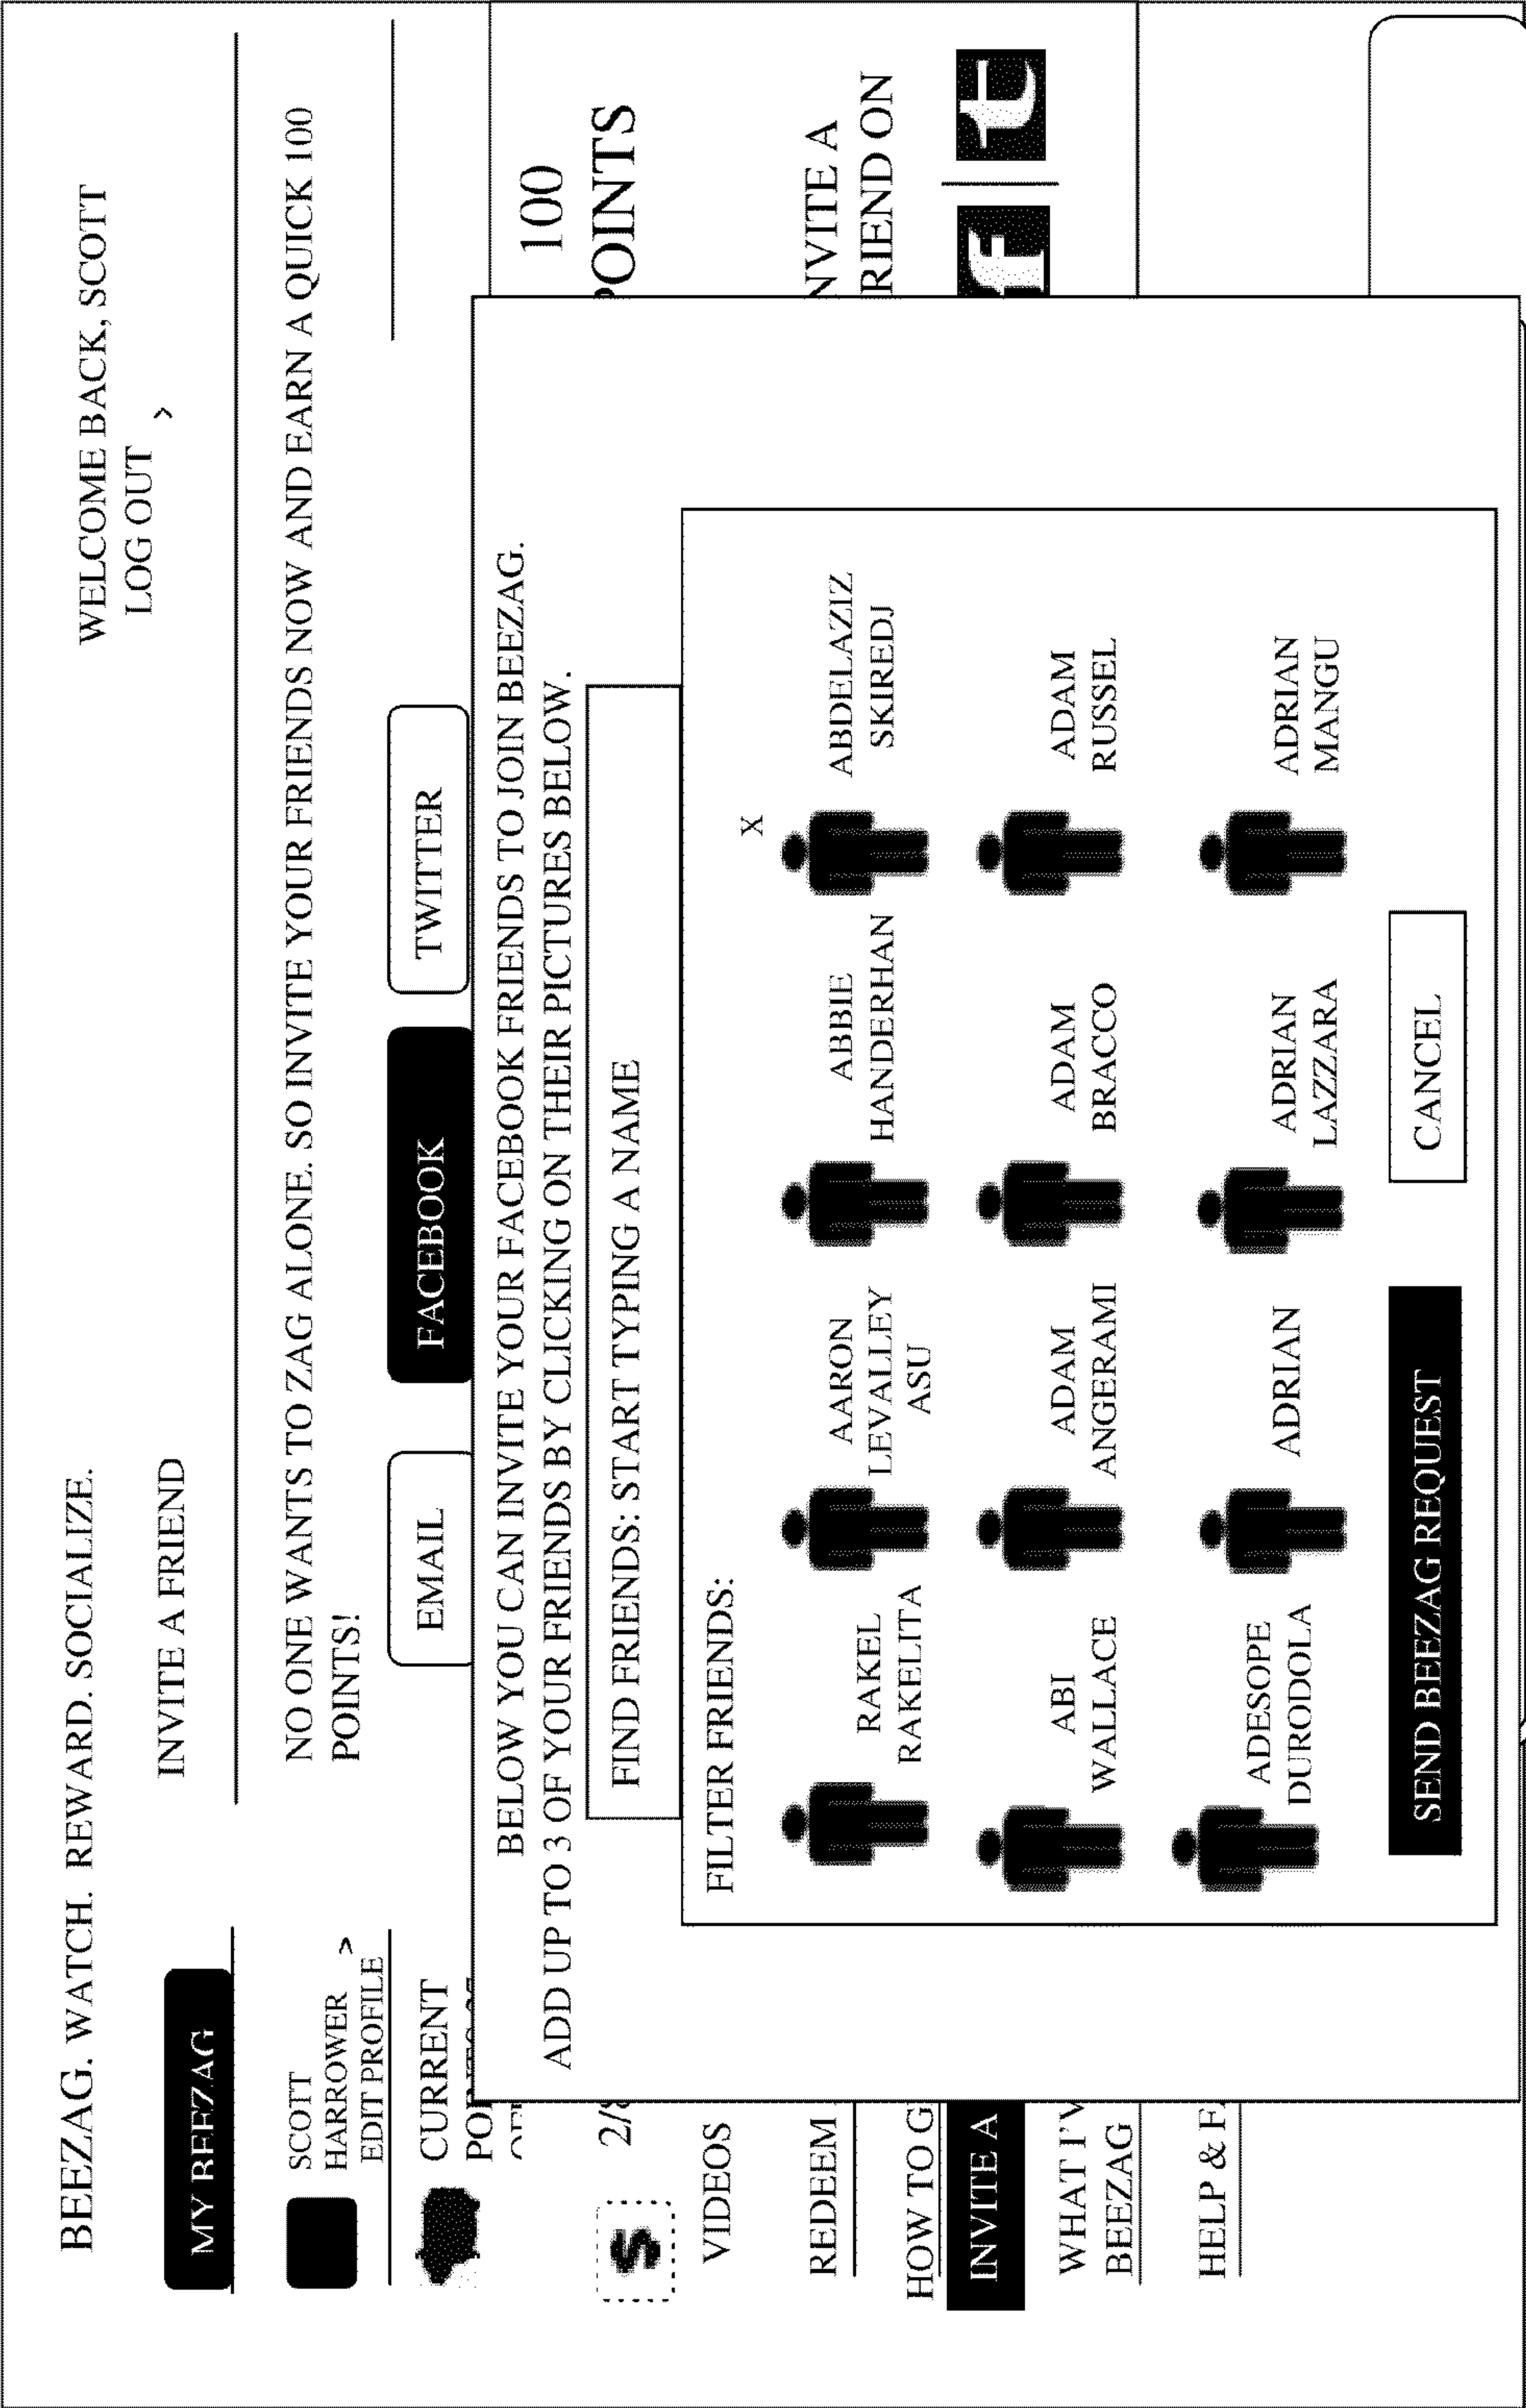 BEEZAG. WATCH. REWARD. SOCIALIZE.
WELCOME BACK, SCOTT
LOG OUT >
MY BEEZAG
INVITE A FRIEND
SCOTT
HARROWER
EDIT PROFILE >
NO ONE WANTS TO ZAG ALONE. SO INVITE YOUR FRIENDS NOW AND EARN A QUICK 100
POINTS!
EMAIL
FACEBOOK
TWITTER
CURRENT
$
VIDEOS
REDEEM
HOW TO G
INVITE A
WHAT I'V
BEEZAG
HELP & F
BELOW YOU CAN INVITE YOUR FACEBOOK FRIENDS TO JOIN BEEZAG.
ADD UP TO 3 OF YOUR FRIENDS BY CLICKING ON THEIR PICTURES BELOW.
FIND FRIENDS: START TYPING A NAME
FILTER FRIENDS:
X
RAKEL
RAKELITA
AARON
LEVALLEY
ASU
ABBIE
HANDERHAN
ABDELAZIZ
SKIREDJ
ABI
WALLACE
ADAM
ANGERAMI
ADAM
BRACCO
ADAM
RUSSEL
ADESOPE
DURODOLA
ADRIAN
ADRIAN
LAZZARA
ADRIAN
MANGU
SEND BEEZAG REQUEST
CANCEL
100
POINTS
NVITE A
RIEND ON
f
t